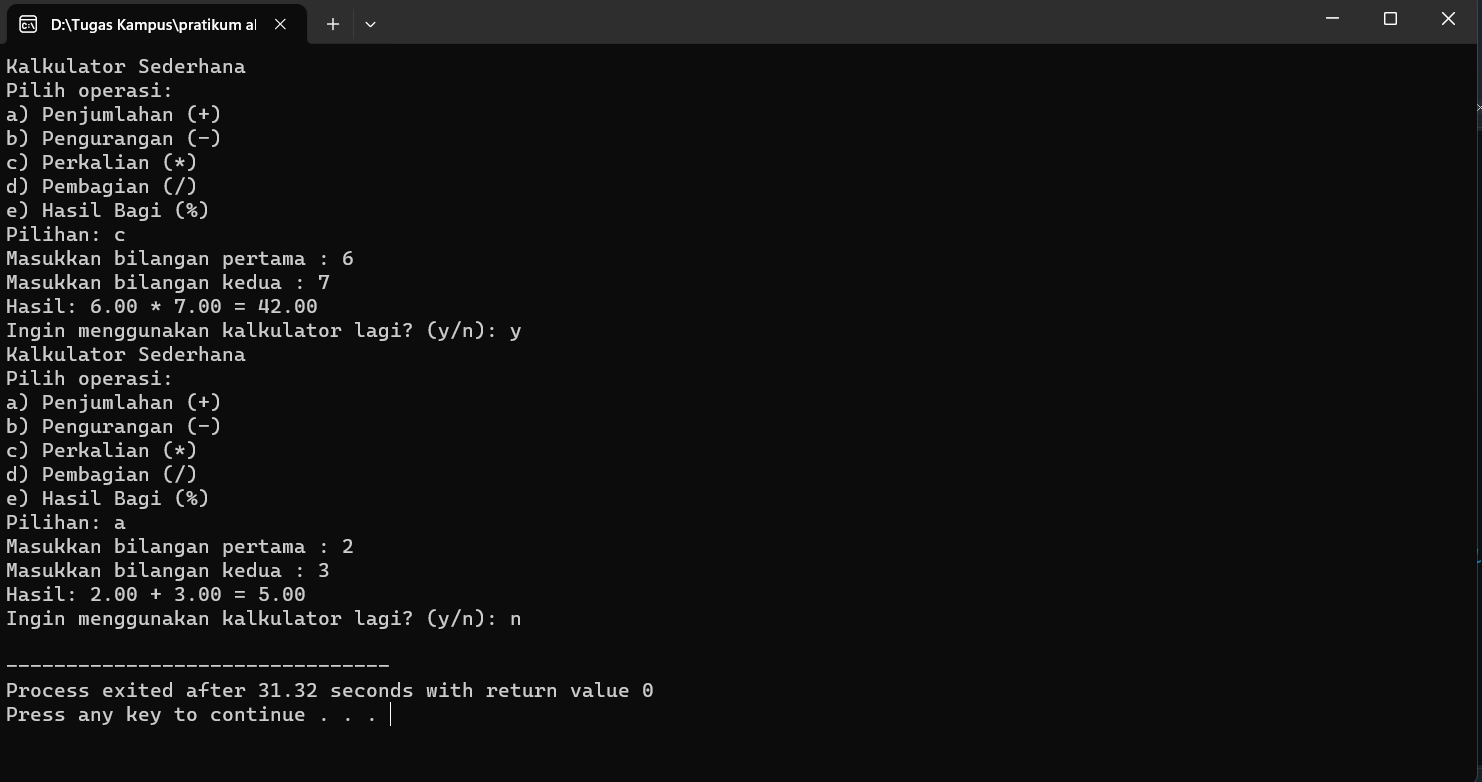 D:\Tugas Kampus\pratikum al
Kalkulator Sederhana
Pilih operasi:
a) Penjumlahan (+)
b) Pengurangan (-)
c) Perkalian (*)
d) Pembagian (/)
e) Hasil Bagi (%)
Pilihan: c
Masukkan bilangan pertama : 6
Masukkan bilangan kedua : 7
Hasil: 6.00 * 7.00 = 42.00
Ingin menggunakan kalkulator lagi? (y/n): y
Kalkulator Sederhana
Pilih operasi:
a) Penjumlahan (+)
b) Pengurangan (-)
c) Perkalian (*)
d) Pembagian (/)
e) Hasil Bagi (%)
Pilihan: a
Masukkan bilangan pertama : 2
Masukkan bilangan kedua : 3
Hasil: 2.00 + 3.00 = 5.00
Ingin menggunakan kalkulator lagi? (y/n): n
--------------------------------
Process exited after 31.32 seconds with return value 0
Press any key to continue . . .